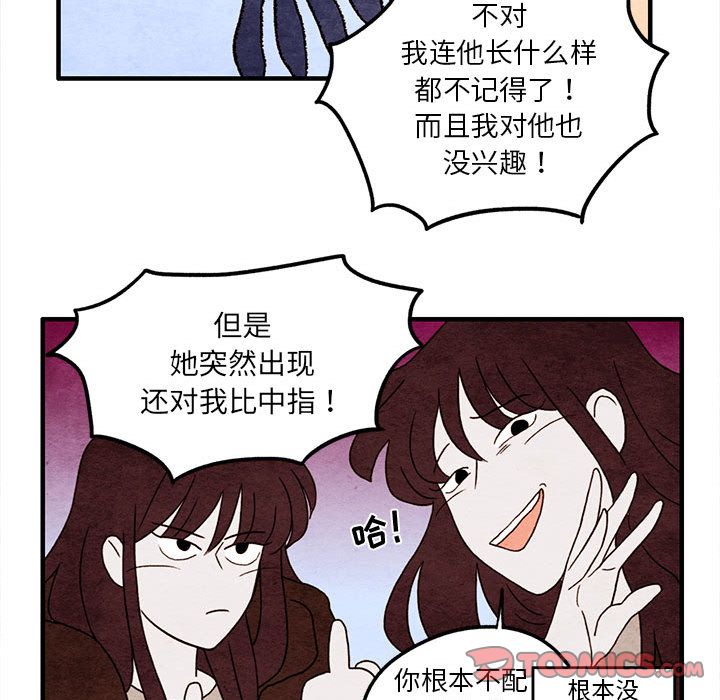 不对
我连他长什么样
都不记得了！
而且我对他也
没兴趣！
但是
她突然出现
还对我比中指！
哈！
你根本不配
根本没
TOOMICS.COM